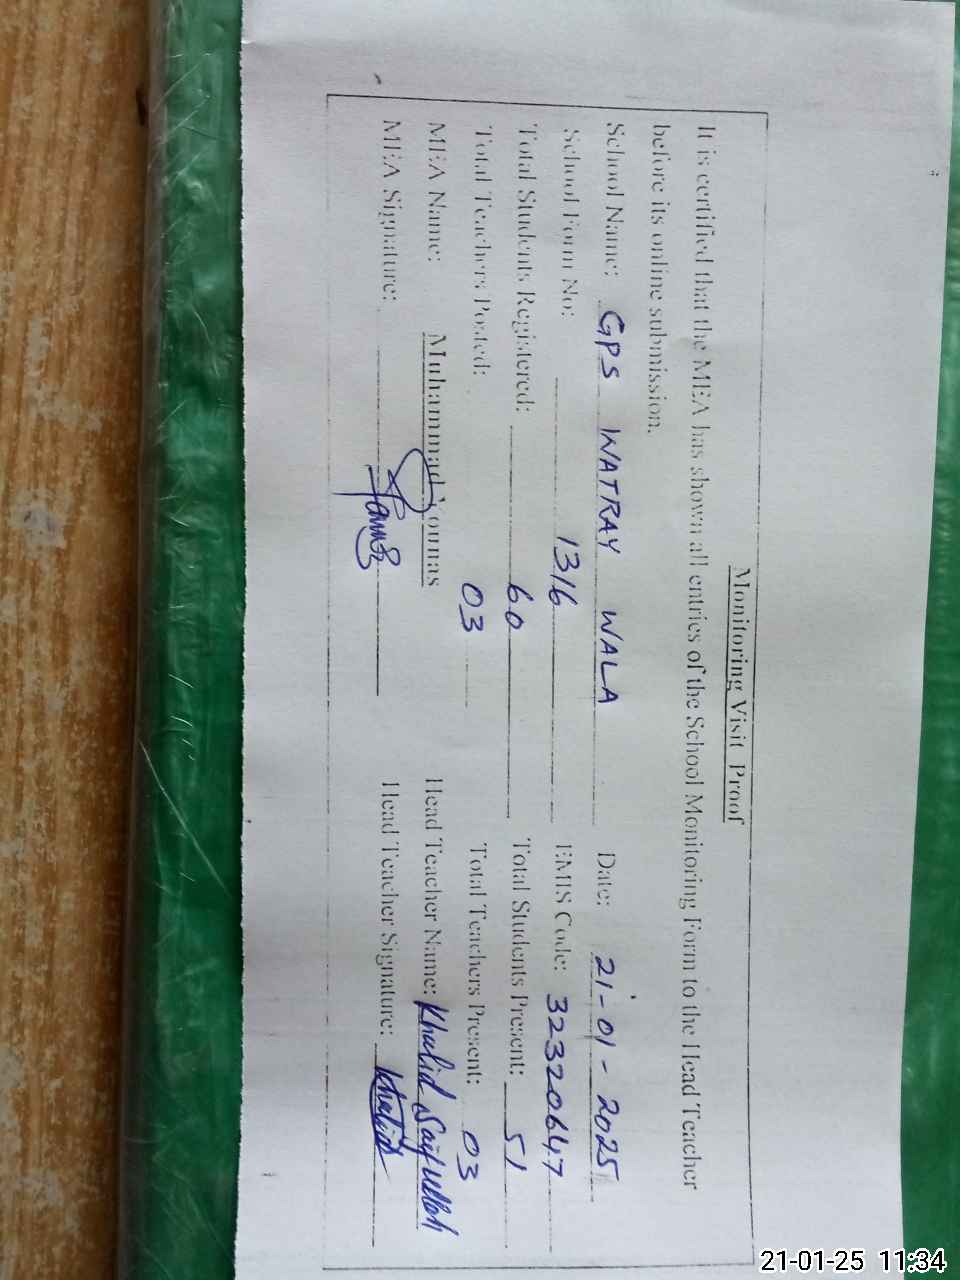 Monitoring Visit Proof
It is certified that the MEA has shown all entries of the School Monitoring Form to the Head Teacher
before its online submission.
School Name: GPS WATRAY WALA Date: 21-01-2025
School Form No: 1316 EMIS Code: 32320647
Total Students Registered: 60 Total Students Present: 51
Total Teachers Posted: 03 Total Teachers Present: 03
MEA Name: Muhammad Younas Head Teacher Name: Khalid Saifullah
MEA Signature: Head Teacher Signature: Khalid
21-01-25 11:34